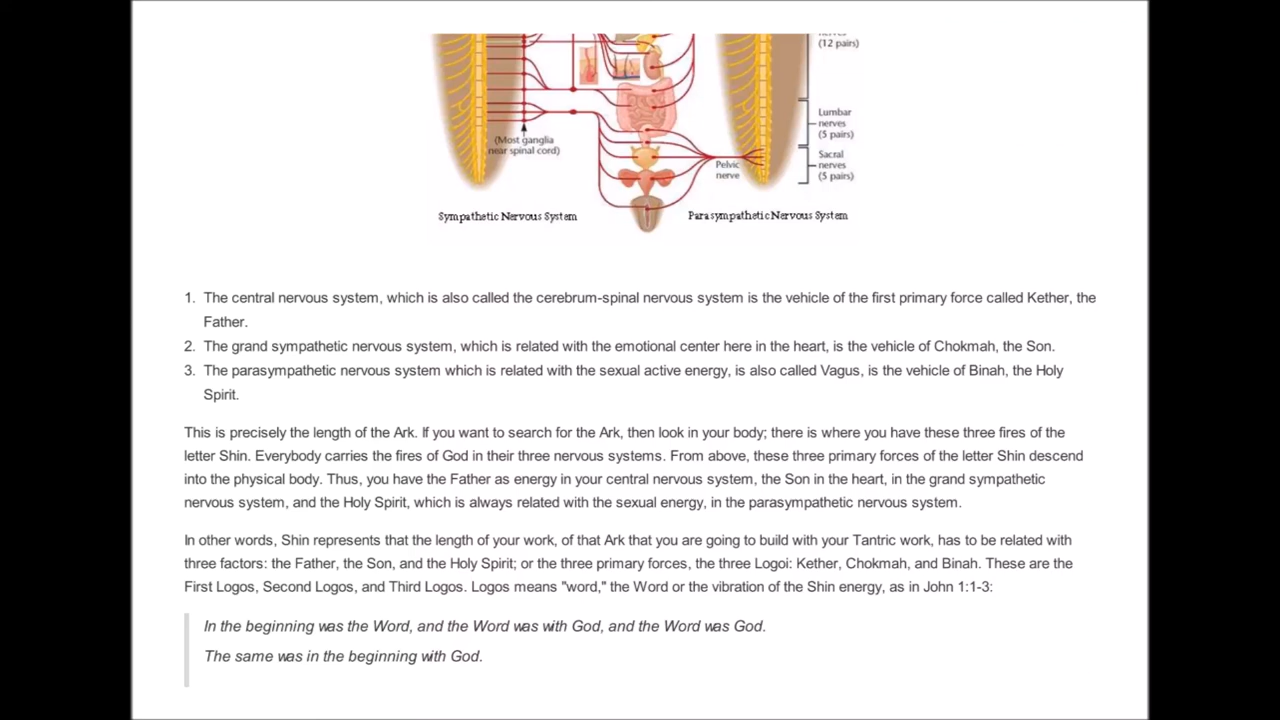 (12 pairs)
Lumbar
nerves
(5 pairs)
(Most ganglia
near spinal cord)
Sacral
nerves
(5 pairs)
Pelvic
nerve
Sympathetic Nervous System
Parasympathetic Nervous System
1. The central nervous system, which is also called the cerebrum-spinal nervous system is the vehicle of the first primary force called Kether, the
Father.
2. The grand sympathetic nervous system, which is related with the emotional center here in the heart, is the vehicle of Chokmah, the Son.
3. The parasympathetic nervous system which is related with the sexual active energy, is also called Vagus, is the vehicle of Binah, the Holy
Spirit.
This is precisely the length of the Ark. If you want to search for the Ark, then look in your body; there is where you have these three fires of the
letter Shin. Everybody carries the fires of God in their three nervous systems. From above, these three primary forces of the letter Shin descend
into the physical body. Thus, you have the Father as energy in your central nervous system, the Son in the heart, in the grand sympathetic
nervous system, and the Holy Spirit, which is always related with the sexual energy, in the parasympathetic nervous system.
In other words, Shin represents that the length of your work, of that Ark that you are going to build with your Tantric work, has to be related with
three factors: the Father, the Son, and the Holy Spirit; or the three primary forces, the three Logoi: Kether, Chokmah, and Binah. These are the
First Logos, Second Logos, and Third Logos. Logos means "word," the Word or the vibration of the Shin energy, as in John 1:1-3:
In the beginning was the Word, and the Word was with God, and the Word was God.
The same was in the beginning with God.